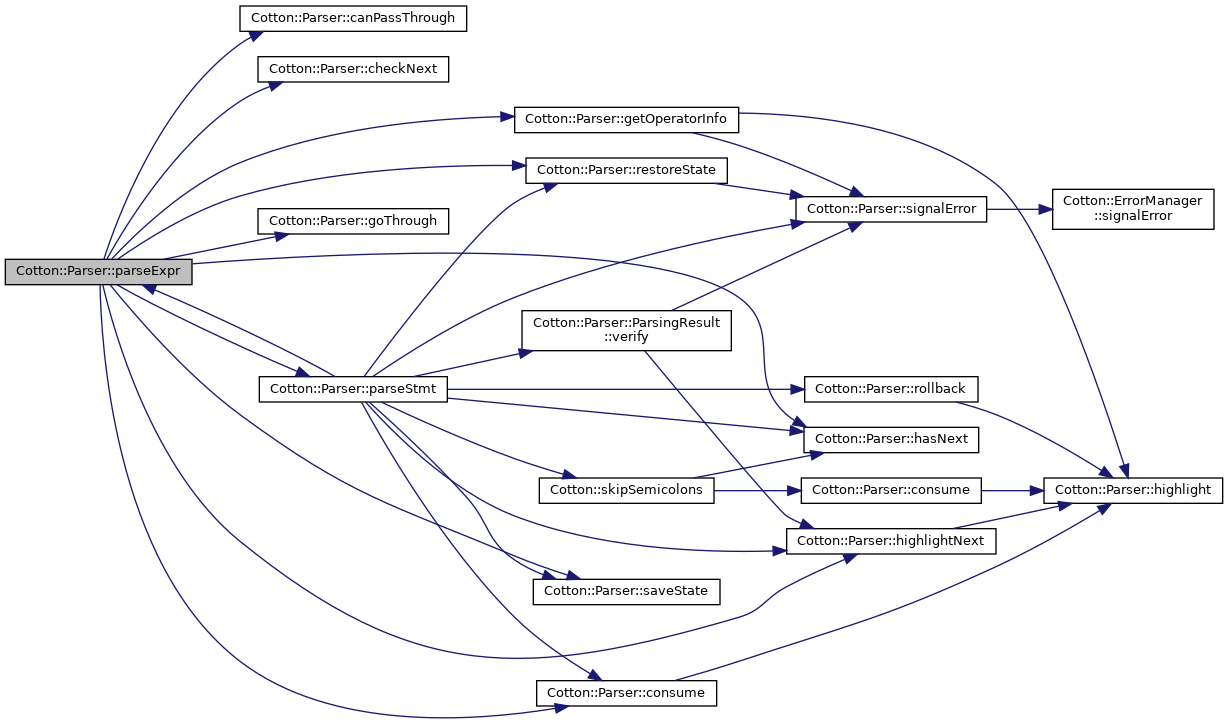 Cotton::Parser::canPassThrough
Cotton::Parser::checkNext
Cotton::Parser::getOperatorInfo
Cotton::Parser::restoreState
Cotton::Parser::signalError
Cotton::ErrorManager
::signalError
Cotton::Parser::goThrough
Cotton::Parser::parseExpr
Cotton::Parser::ParsingResult
::verify
Cotton::Parser::parseStmt
Cotton::Parser::rollback
Cotton::Parser::hasNext
Cotton::skipSemicolons
Cotton::Parser::consume
Cotton::Parser::highlight
Cotton::Parser::highlightNext
Cotton::Parser::saveState
Cotton::Parser::consume